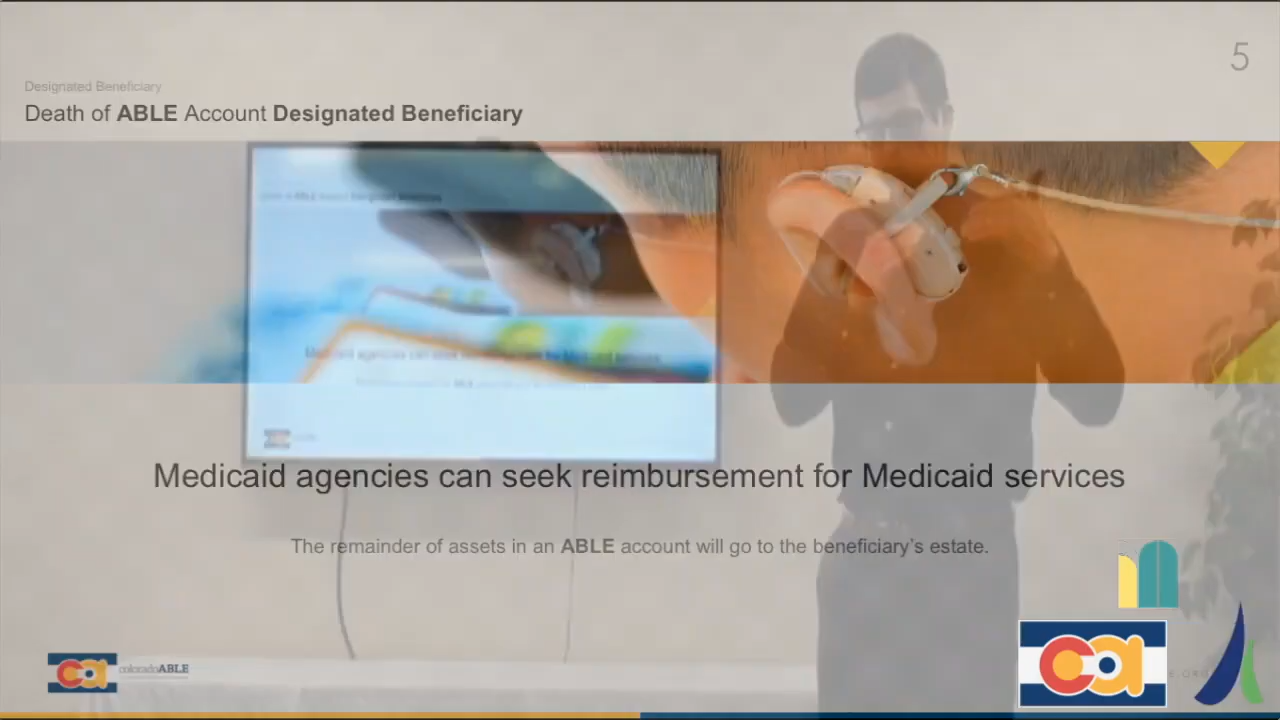 5
Designated Beneficiary
Death of ABLE Account Designated Beneficiary
Medicaid agencies can seek reimbursement for Medicaid services
The remainder of assets in an ABLE account will go to the beneficiary's estate.
coloradoABLE
ca